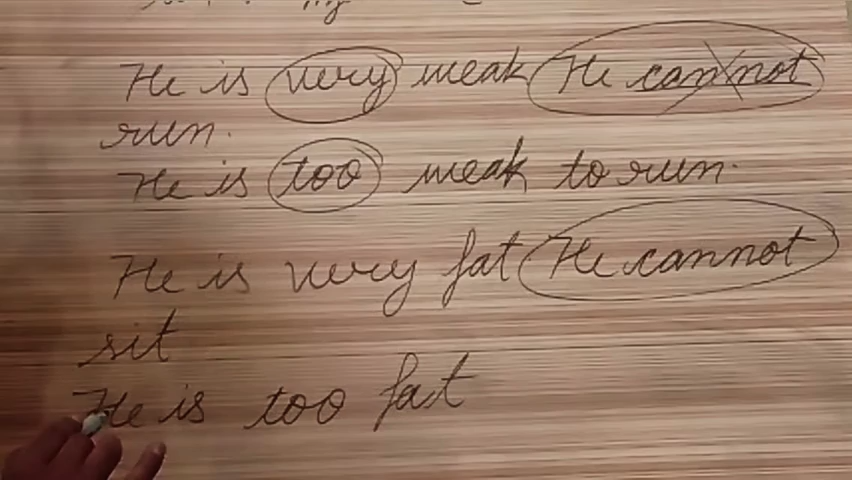 He is very weak He cannot
run.
He is too weak to run.
He is very fat He cannot
sit
He is too fat